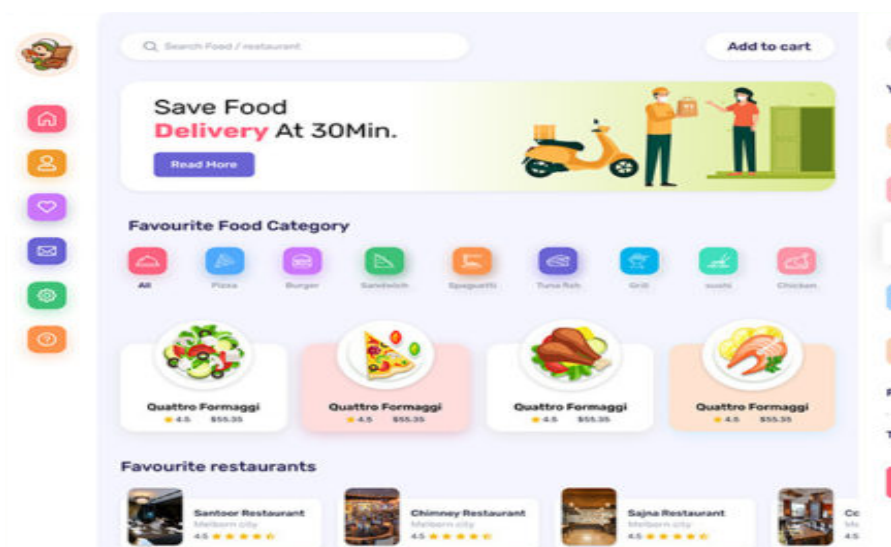 Search Food / restaurant
Add to cart
Save Food
Delivery At 30Min.
Read More
Favourite Food Category
All
Pizza
Burger
Sandwich
Spaguetti
Tuna fish
Grill
sushi
Chicken
Quattro Formaggi
4.5 $55.35
Quattro Formaggi
4.5 $55.35
Quattro Formaggi
4.5 $55.35
Quattro Formaggi
4.5 $55.35
Favourite restaurants
Santoor Restaurant
Melborn city
4.5
Chimney Restaurant
Melborn city
4.5
Sajna Restaurant
Melborn city
4.5
4.5